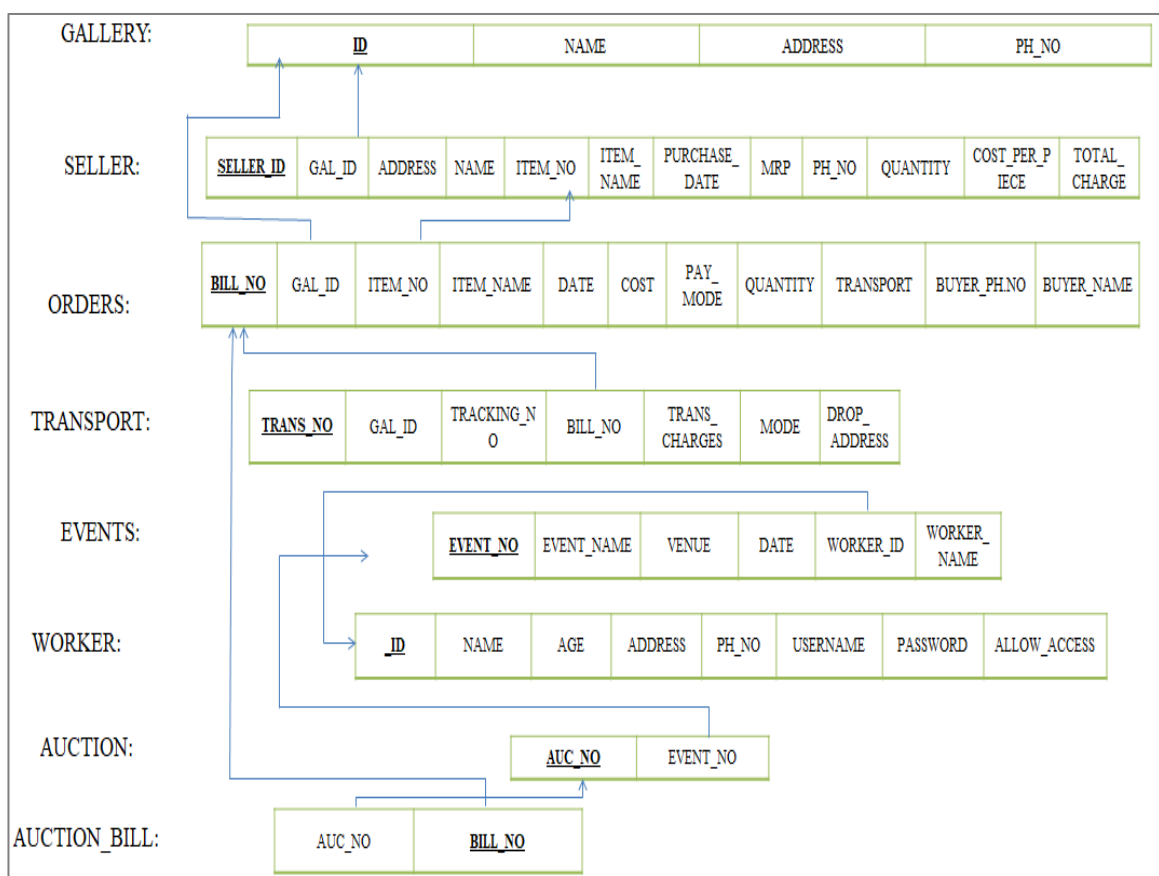 GALLERY:
ID NAME ADDRESS PH_NO
SELLER:
SELLER_ID GAL_ID ADDRESS NAME ITEM_NO ITEM_ NAME PURCHASE_ DATE MRP PH_NO QUANTITY COST_PER_P IECE TOTAL_ CHARGE
ORDERS:
BILL_NO GAL_ID ITEM_NO ITEM_NAME DATE COST PAY_ MODE QUANTITY TRANSPORT BUYER_PH.NO BUYER_NAME
TRANSPORT:
TRANS_NO GAL_ID TRACKING_N O BILL_NO TRANS_ CHARGES MODE DROP_ ADDRESS
EVENTS:
EVENT_NO EVENT_NAME VENUE DATE WORKER_ID WORKER_ NAME
WORKER:
_ID NAME AGE ADDRESS PH_NO USERNAME PASSWORD ALLOW_ACCESS
AUCTION:
AUC_NO EVENT_NO
AUCTION_BILL:
AUC_NO BILL_NO